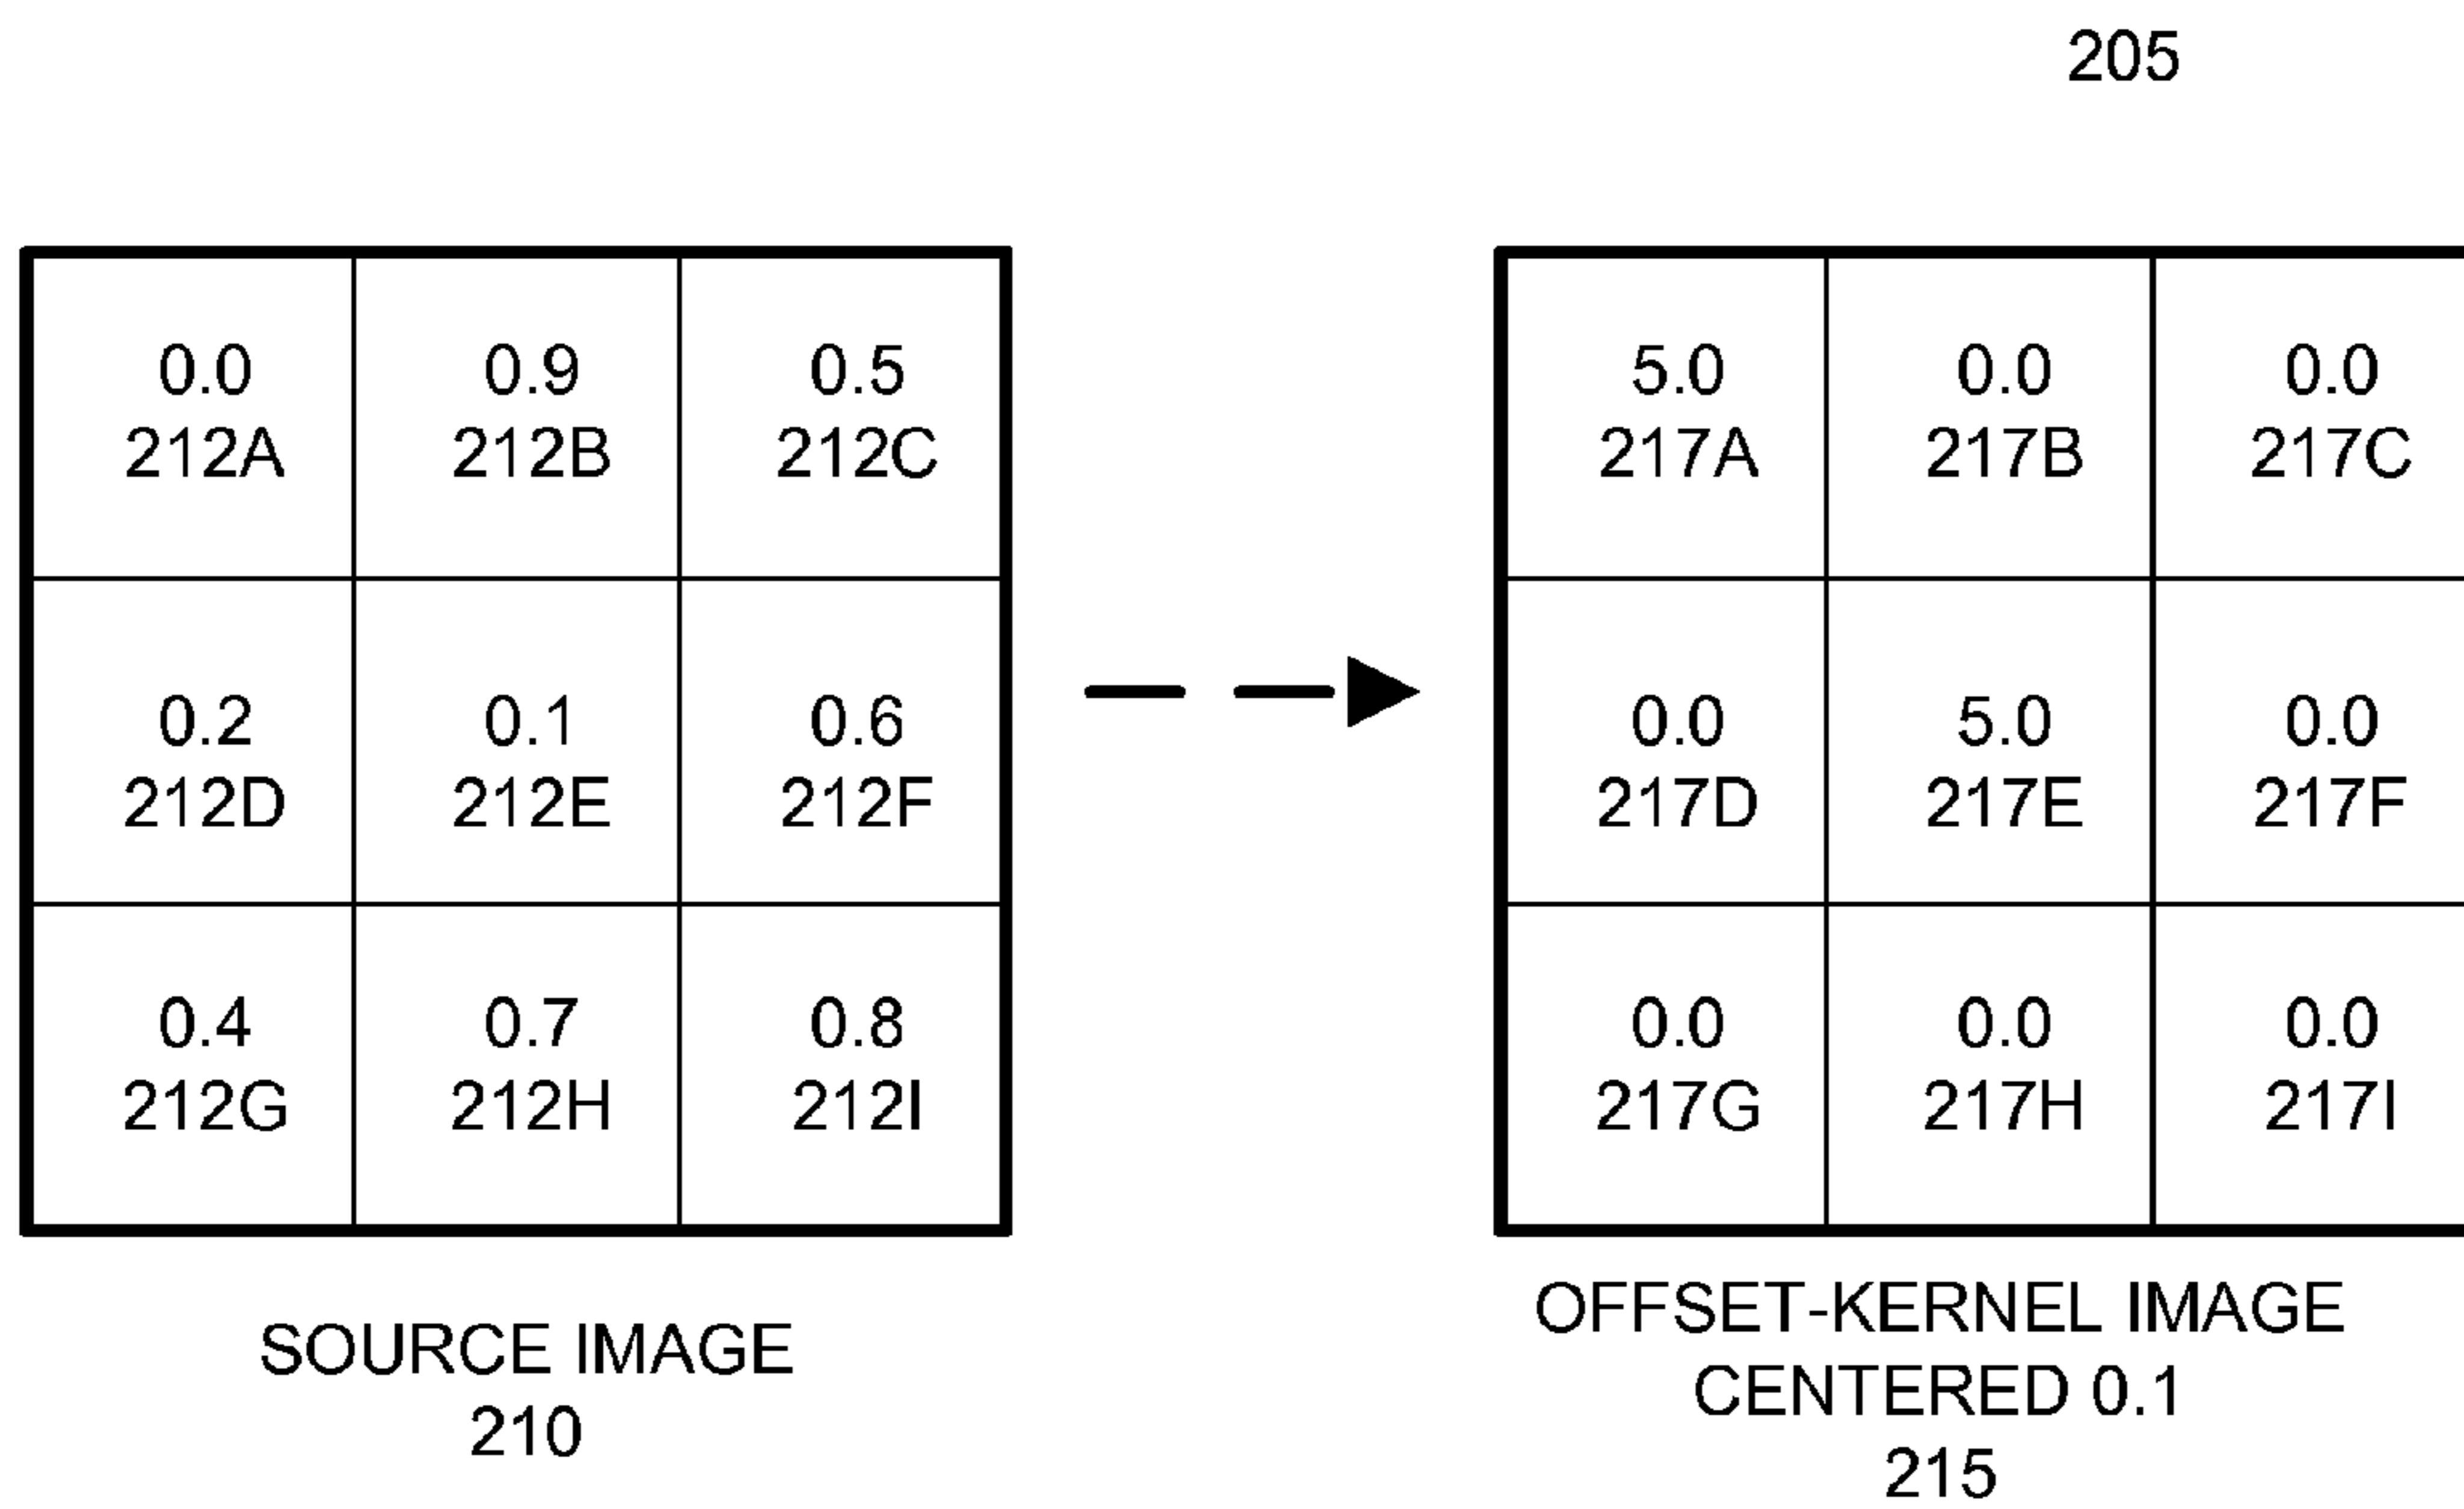 205
0.0 0.9 0.5
212A 212B 212C
0.2 0.1 0.6
212D 212E 212F
0.4 0.7 0.8
212G 212H 212I
SOURCE IMAGE
210
5.0 0.0 0.0
217A 217B 217C
0.0 5.0 0.0
217D 217E 217F
0.0 0.0 0.0
217G 217H 217I
OFFSET-KERNEL IMAGE
CENTERED 0.1
215